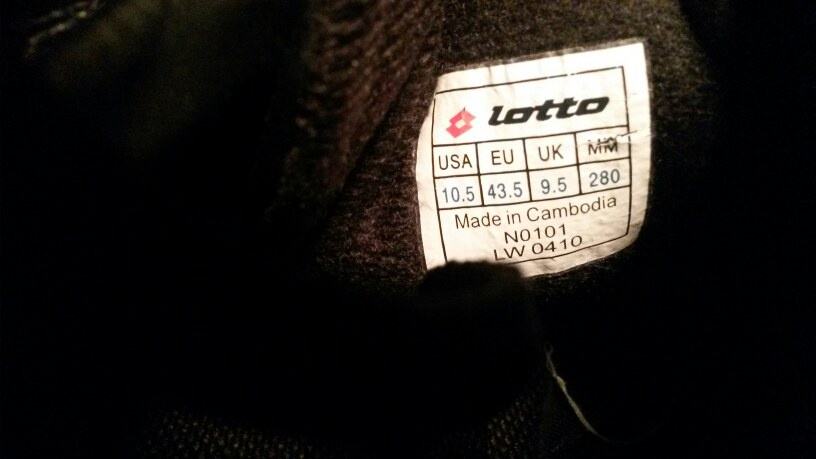 lotto
USA EU UK MM
10.5 43.5 9.5 280
Made in Cambodia
N0101
LW 0410